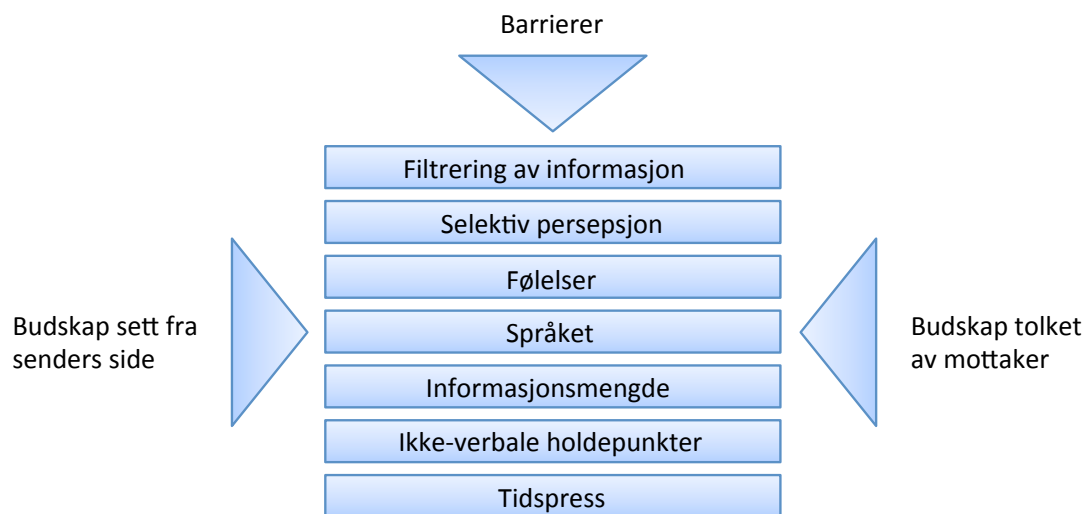 Barrierer
Filtrering av informasjon
Selektiv persepsjon
Følelser
Budskap sett fra
senders side
Språket
Budskap tolket
av mottaker
Informasjonsmengde
Ikke-verbale holdepunkter
Tidspress